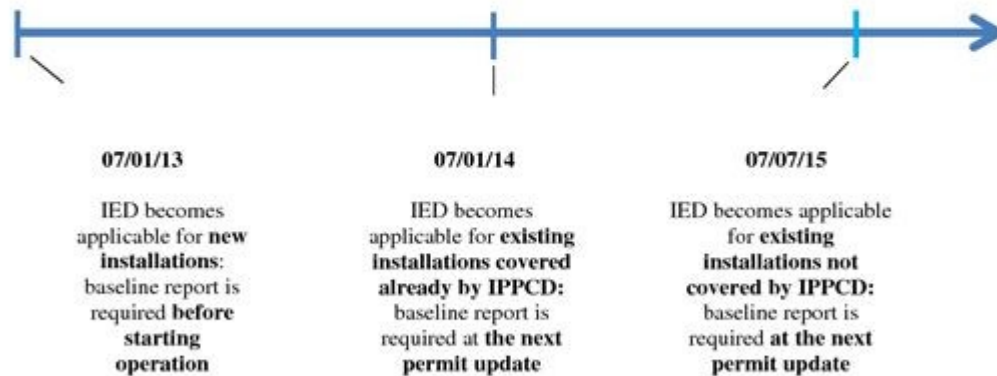 07/01/13
IED becomes
applicable for new
installations:
baseline report is
required before
starting
operation
07/01/14
IED becomes
applicable for existing
installations covered
already by IPPCD:
baseline report is
required at the next
permit update
07/07/15
IED becomes applicable
for existing
installations not
covered by IPPCD:
baseline report is
required at the next
permit update